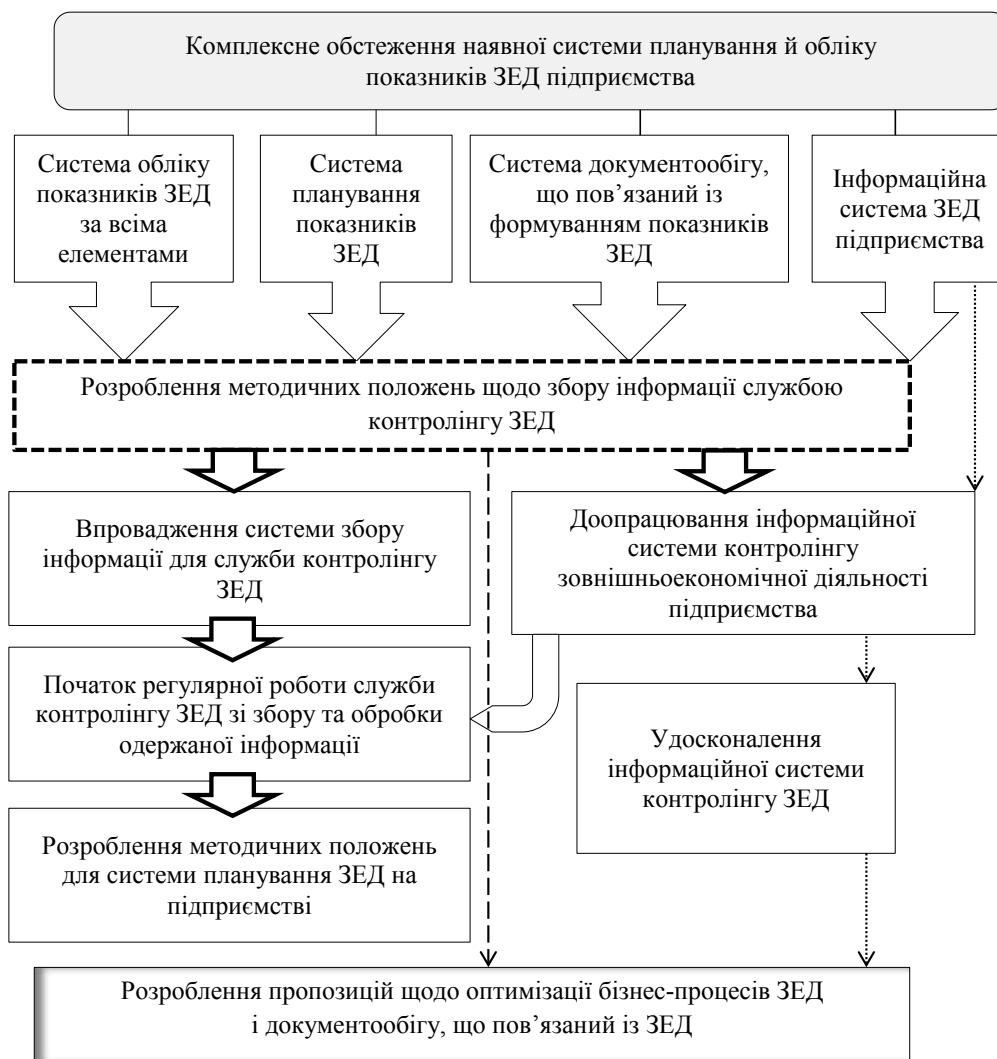 Комплексне обстеження наявної системи планування й обліку
показників ЗЕД підприємства
Система обліку
показників ЗЕД
за всіма
елементами
Система
планування
показників
ЗЕД
Система документообігу,
що пов’язаний із
формуванням показників
ЗЕД
Інформаційна
система ЗЕД
підприємства
Розроблення методичних положень щодо збору інформації службою
контролінгу ЗЕД
Впровадження системи збору
інформації для служби контролінгу
ЗЕД
Доопрацювання інформаційної
системи контролінгу
зовнішньоекономічної діяльності
підприємства
Початок регулярної роботи служби
контролінгу ЗЕД зі збору та обробки
одержаної інформації
Удосконалення
інформаційної системи
контролінгу ЗЕД
Розроблення методичних положень
для системи планування ЗЕД на
підприємстві
Розроблення пропозицій щодо оптимізації бізнес-процесів ЗЕД
і документообігу, що пов’язаний із ЗЕД